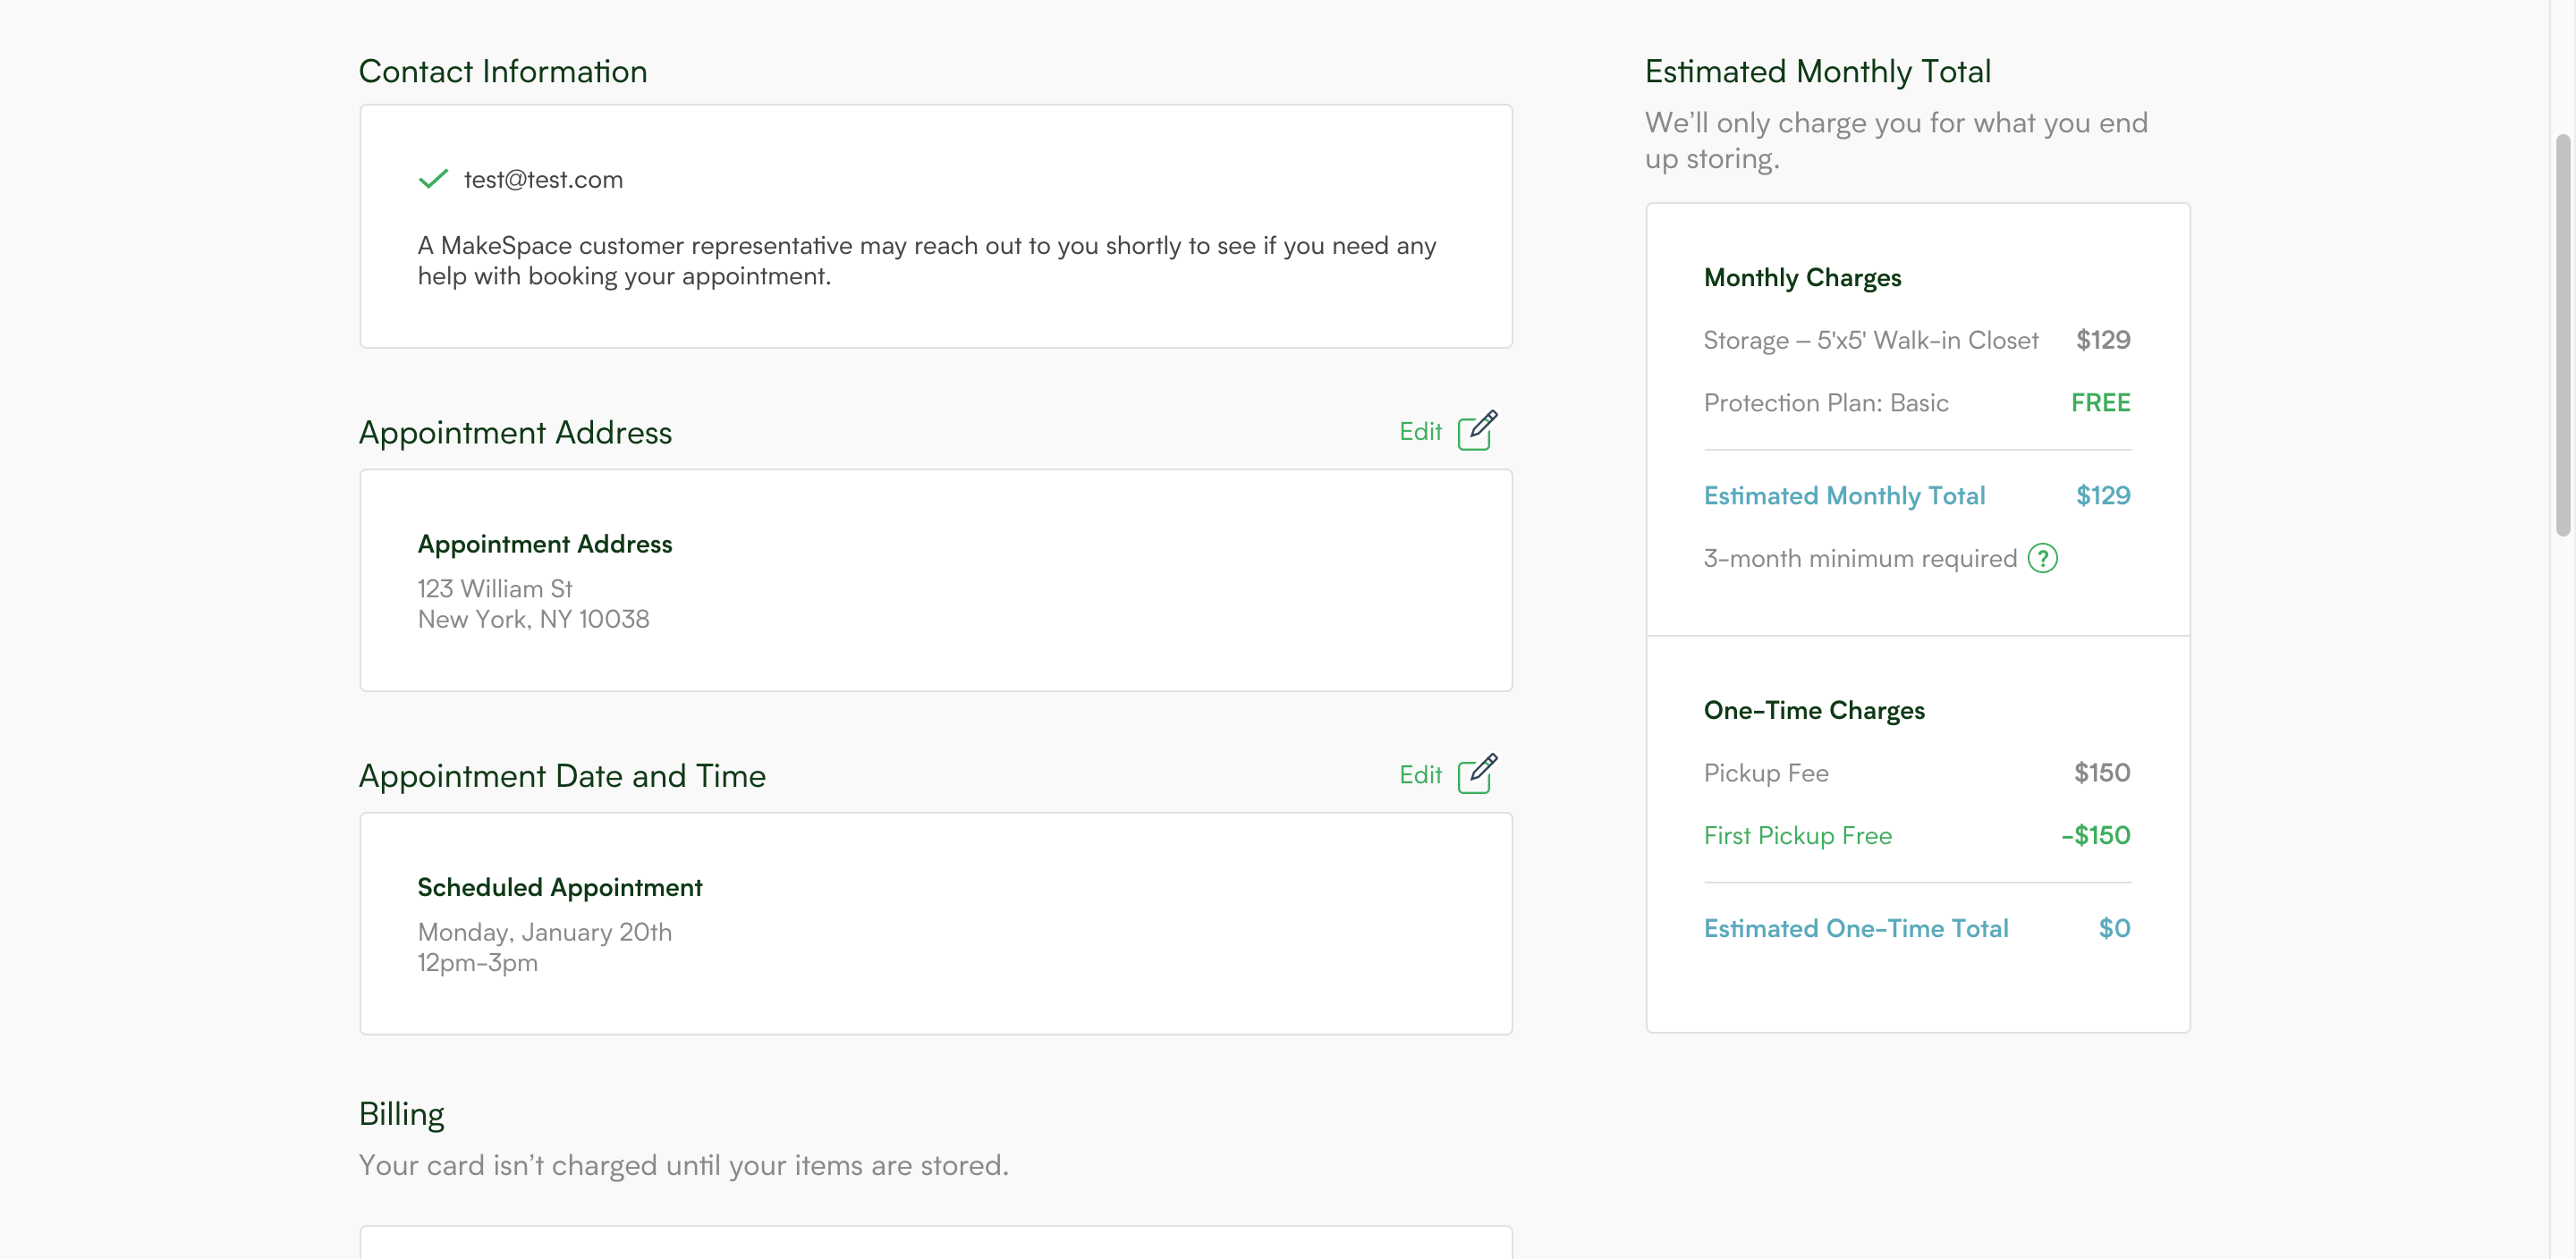 Contact Information
test@test.com
A MakeSpace customer representative may reach out to you shortly to see if you need any
help with booking your appointment.
Appointment Address
Edit
Appointment Address
123 William St
New York, NY 10038
Appointment Date and Time
Edit
Scheduled Appointment
Monday, January 20th
12pm-3pm
Billing
Your card isn’t charged until your items are stored.
Estimated Monthly Total
We’ll only charge you for what you end
up storing.
Monthly Charges
Storage – 5'x5' Walk-in Closet $129
Protection Plan: Basic FREE
Estimated Monthly Total $129
3-month minimum required ?
One-Time Charges
Pickup Fee $150
First Pickup Free -$150
Estimated One-Time Total $0